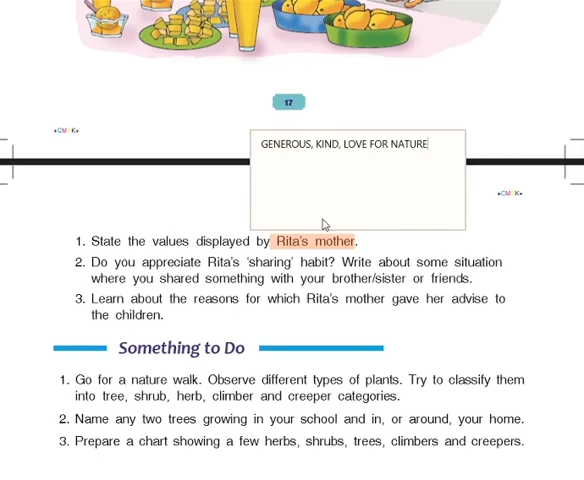 17
CMYK
GENEROUS, KIND, LOVE FOR NATURE
CMYK
1. State the values displayed by Rita's mother.
2. Do you appreciate Rita's 'sharing' habit? Write about some situation
where you shared something with your brother/sister or friends.
3. Learn about the reasons for which Rita's mother gave her advise to
the children.
Something to Do
1. Go for a nature walk. Observe different types of plants. Try to classify them
into tree, shrub, herb, climber and creeper categories.
2. Name any two trees growing in your school and in, or around, your home.
3. Prepare a chart showing a few herbs, shrubs, trees, climbers and creepers.